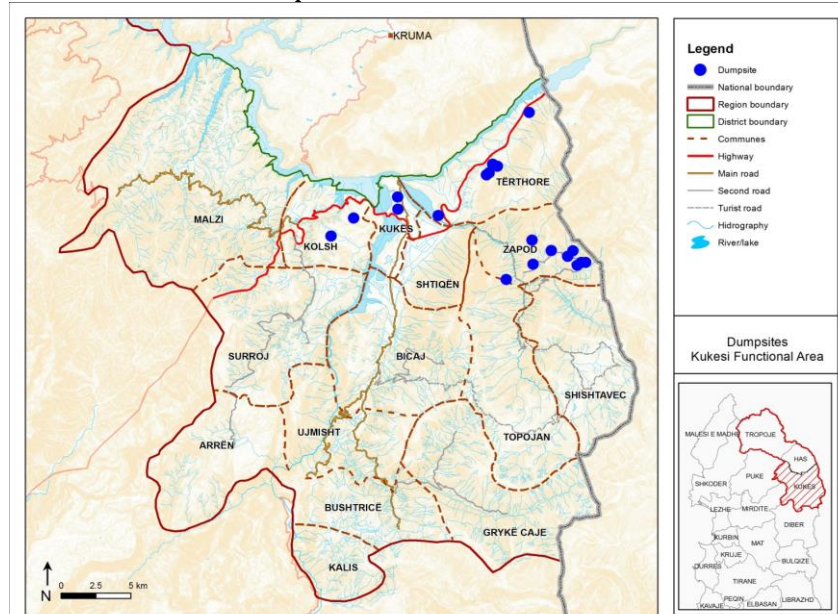 KRUMA
TËRTHORE
MALZI
KUKËS
KOLSH
ZAPOD
SHTIQËN
SURROJ
BICAJ
SHISHTAVEC
UJMISHT
TOPOJAN
ARRËN
BUSHTRICË
GRYKË CAJE
KALIS
N
0 2.5 5 km
Legend
Dumpsite
National boundary
Region boundary
District boundary
Communes
Highway
Main road
Second road
Turist road
Hidrography
River/lake
Dumpsites
Kukesi Functional Area
MALESI E MADHE
TROPOJE
HAS
PUKE
KUKËS
SHKODER
LEZHE
MIRDITE
DIBER
KURBIN
MAT
KRUJE
BULQIZE
DURRES
TIRANE
PEQIN
ELBASAN
LIBRAZHD
KAVAJE